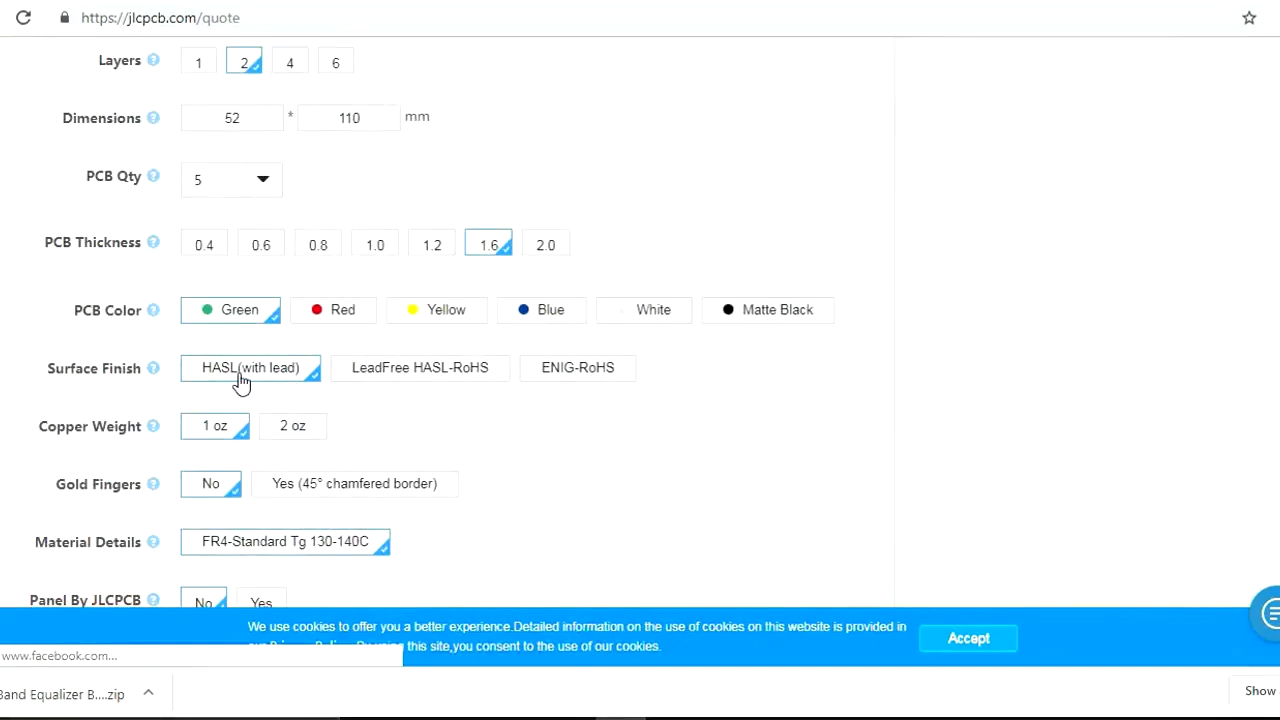 https://jlcpcb.com/quote
Layers ? 1 2 4 6
Dimensions ? 52 * 110 mm
PCB Qty ? 5
PCB Thickness ? 0.4 0.6 0.8 1.0 1.2 1.6 2.0
PCB Color ? Green Red Yellow Blue White Matte Black
Surface Finish ? HASL(with lead) LeadFree HASL-RoHS ENIG-RoHS
Copper Weight ? 1 oz 2 oz
Gold Fingers ? No Yes (45° chamfered border)
Material Details ? FR4-Standard Tg 130-140C
Panel By JLCPCB ? No Yes
We use cookies to offer you a better experience.Detailed information on the use of cookies on this website is provided in
our Privacy Policy. By using this site,you consent to the use of our cookies.
Accept
www.facebook.com...
Band Equalizer B....zip
Show